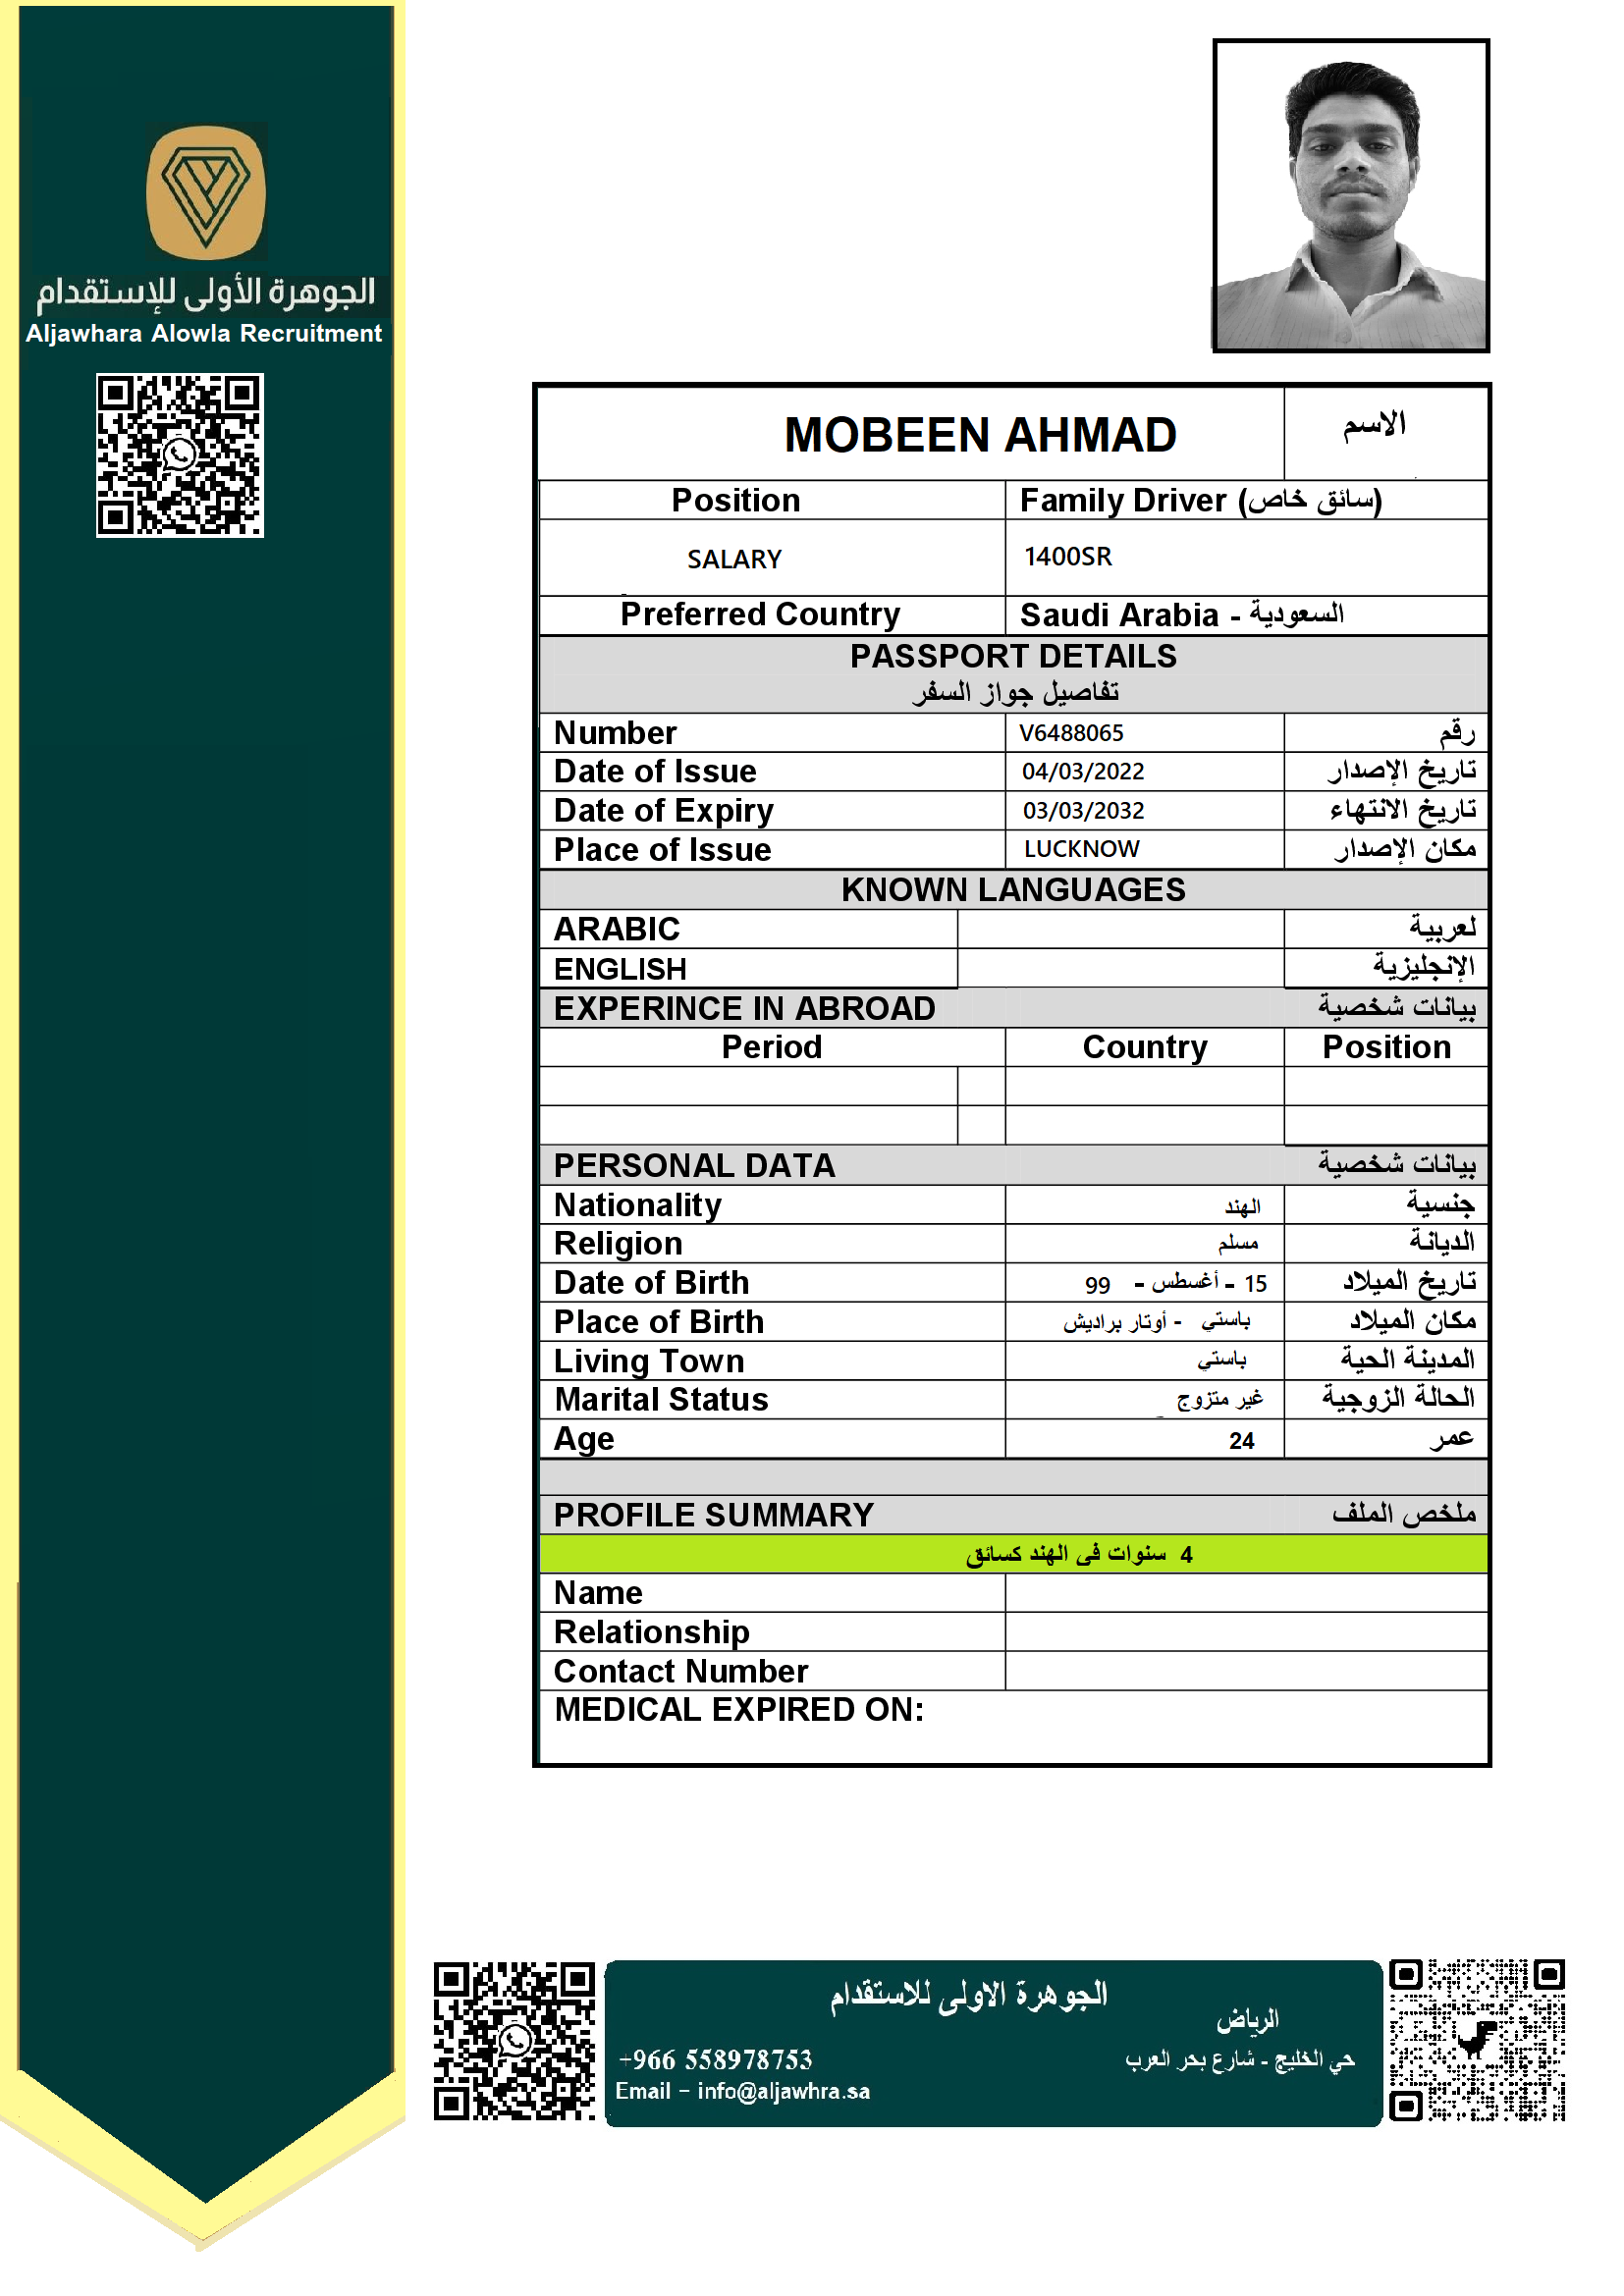 الجوهرة الأولى للإستقدام
Aljawhara Alowla Recruitment
MOBEEN AHMAD الاسم
Position Family Driver (سائق خاص)
SALARY 1400SR
Preferred Country Saudi Arabia - السعودية
PASSPORT DETAILS
تفاصيل جواز السفر
Number V6488065 رقم
Date of Issue 04/03/2022 تاريخ الإصدار
Date of Expiry 03/03/2032 تاريخ الانتهاء
Place of Issue LUCKNOW مكان الإصدار
KNOWN LANGUAGES
ARABIC لعربية
ENGLISH الإنجليزية
EXPERINCE IN ABROAD بيانات شخصية
Period Country Position
PERSONAL DATA بيانات شخصية
Nationality الهند جنسية
Religion مسلم الديانة
Date of Birth 15 - أغسطس - 99 تاريخ الميلاد
Place of Birth باستي - أوتار براديش مكان الميلاد
Living Town باستي المدينة الحية
Marital Status غير متزوج الحالة الزوجية
Age 24 عمر
PROFILE SUMMARY ملخص الملف
4 سنوات فى الهند كسائق
Name
Relationship
Contact Number
MEDICAL EXPIRED ON:
الجوهرة الاولى للاستقدام
الرياض
+966 558978753 حي الخليج - شارع بحر العرب
Email - info@aljawhra.sa